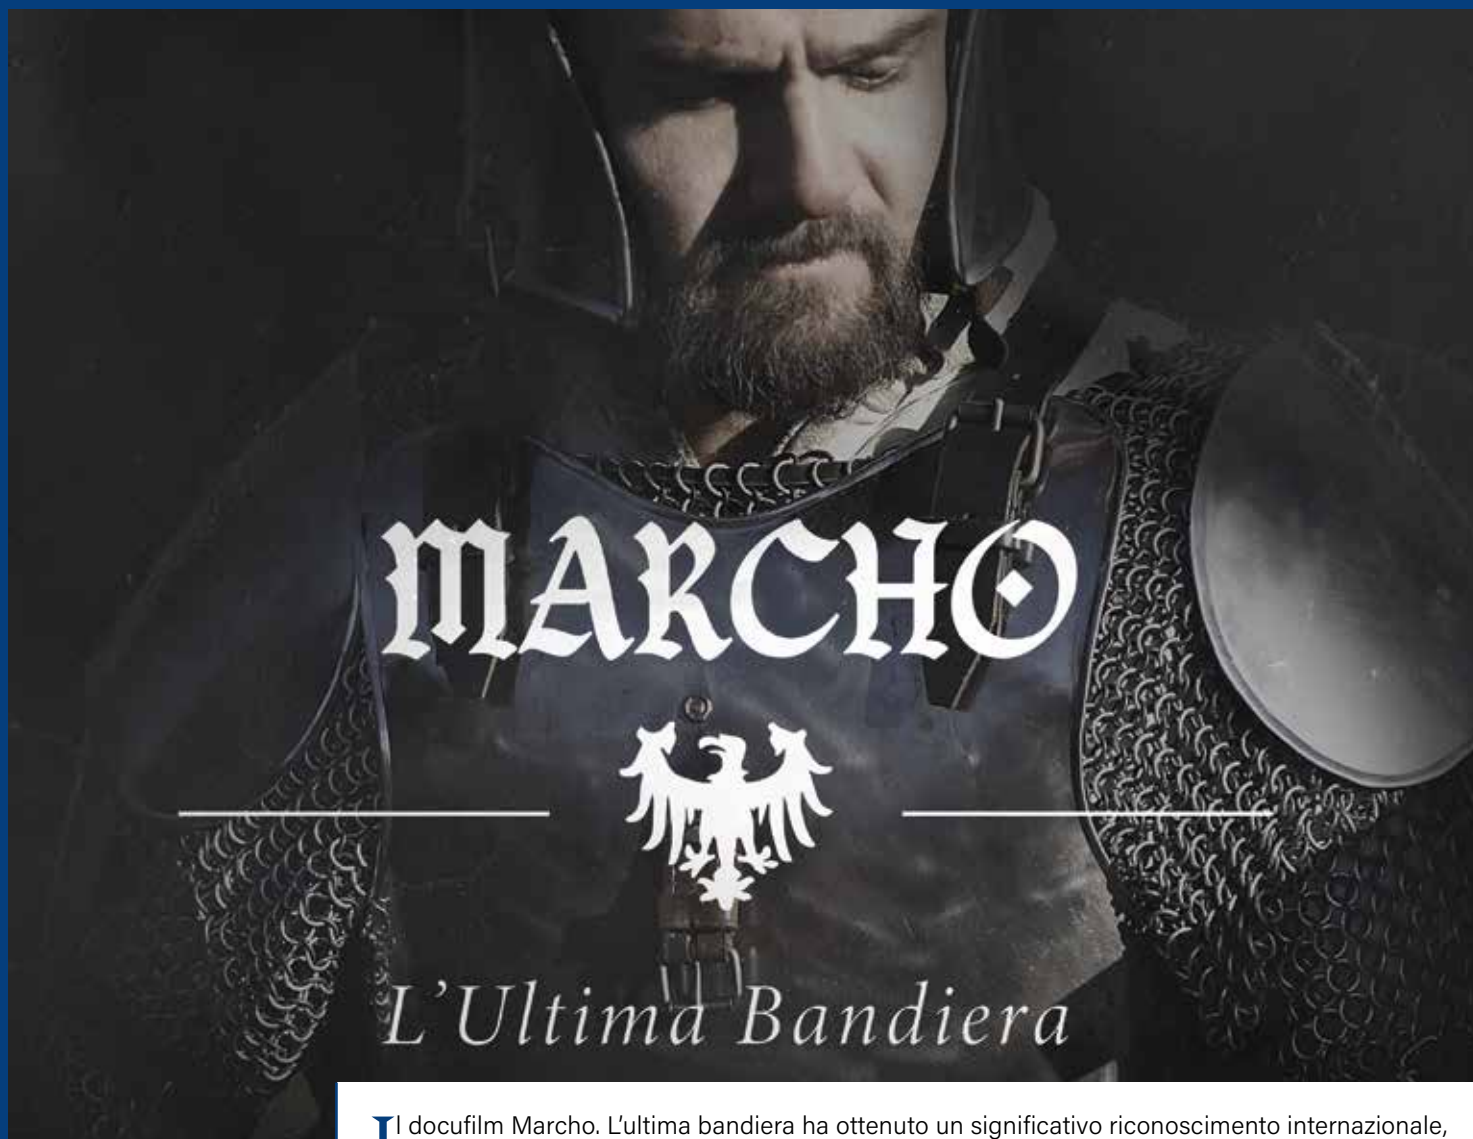 MARCHO
L'Ultima Bandiera
Il docufilm Marcho. L'ultima bandiera ha ottenuto un significativo riconoscimento internazionale,